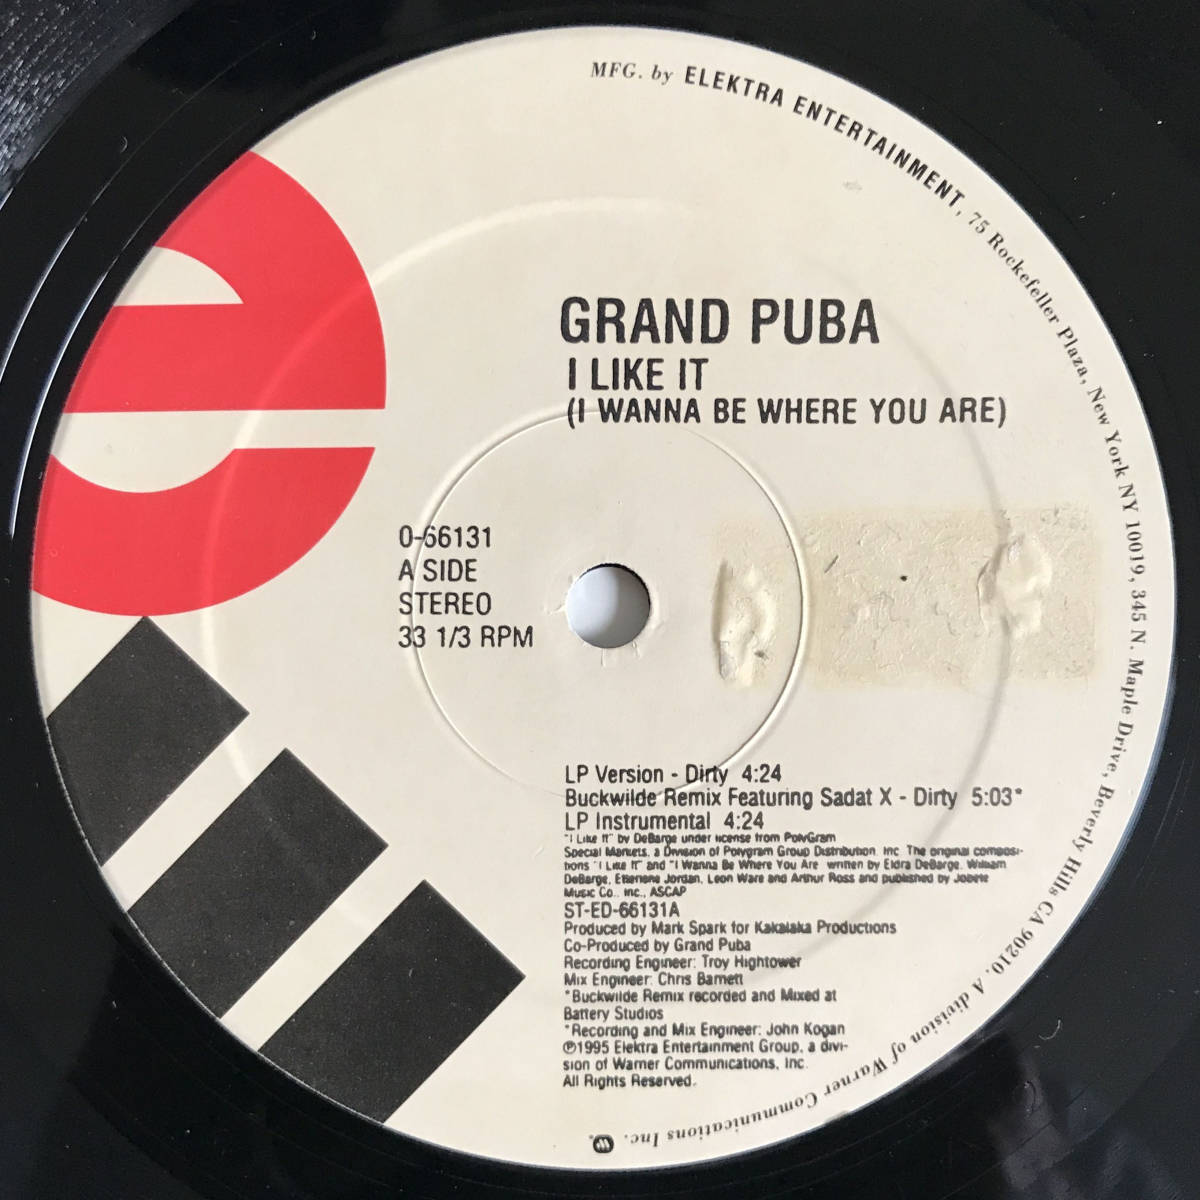 MFG. by ELEKTRA ENTERTAINMENT, 75 Rockefeller Plaza, New York NY 10019, 345 N. Maple Drive, Beverly Hills CA 90210. A division of Warner Communications Inc.
e
GRAND PUBA
I LIKE IT
(I WANNA BE WHERE YOU ARE)
0-66131
A SIDE
STEREO
33 1/3 RPM
LP Version - Dirty 4:24
Buckwilde Remix Featuring Sadat X - Dirty 5:03*
LP Instrumental 4:24
"I Like It" by DeBarge under license from PolyGram
Special Markets, a Division of Polygram Group Distribution, Inc. The original composi-
tions "I Like It" and "I Wanna Be Where You Are written by Eldra DeBarge, William
DeBarge, Etterlene Jordan, Leon Ware and Arthur Ross and published by Jobete
Music Co., Inc., ASCAP
ST-ED-66131A
Produced by Mark Spark for Kakalaka Productions
Co-Produced by Grand Puba
Recording Engineer: Troy Hightower
Mix Engineer: Chris Barnett
*Buckwilde Remix recorded and Mixed at
Battery Studios
*Recording and Mix Engineer: John Kogan
℗1995 Elektra Entertainment Group, a divi-
sion of Warner Communications, Inc.
All Rights Reserved.